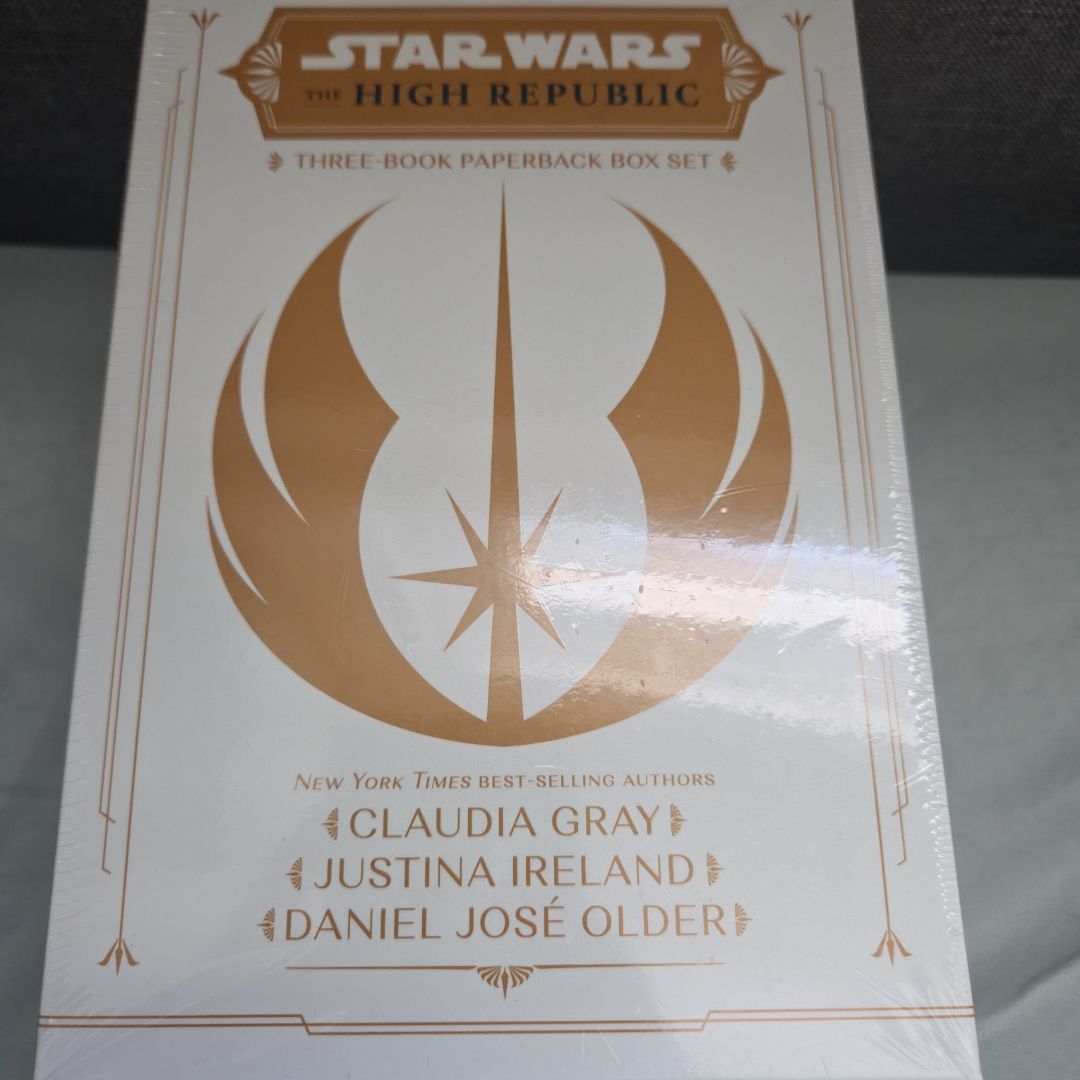 STAR WARS
THE HIGH REPUBLIC
THREE-BOOK PAPERBACK BOX SET
NEW YORK TIMES BEST-SELLING AUTHORS
CLAUDIA GRAY
JUSTINA IRELAND
DANIEL JOSÉ OLDER